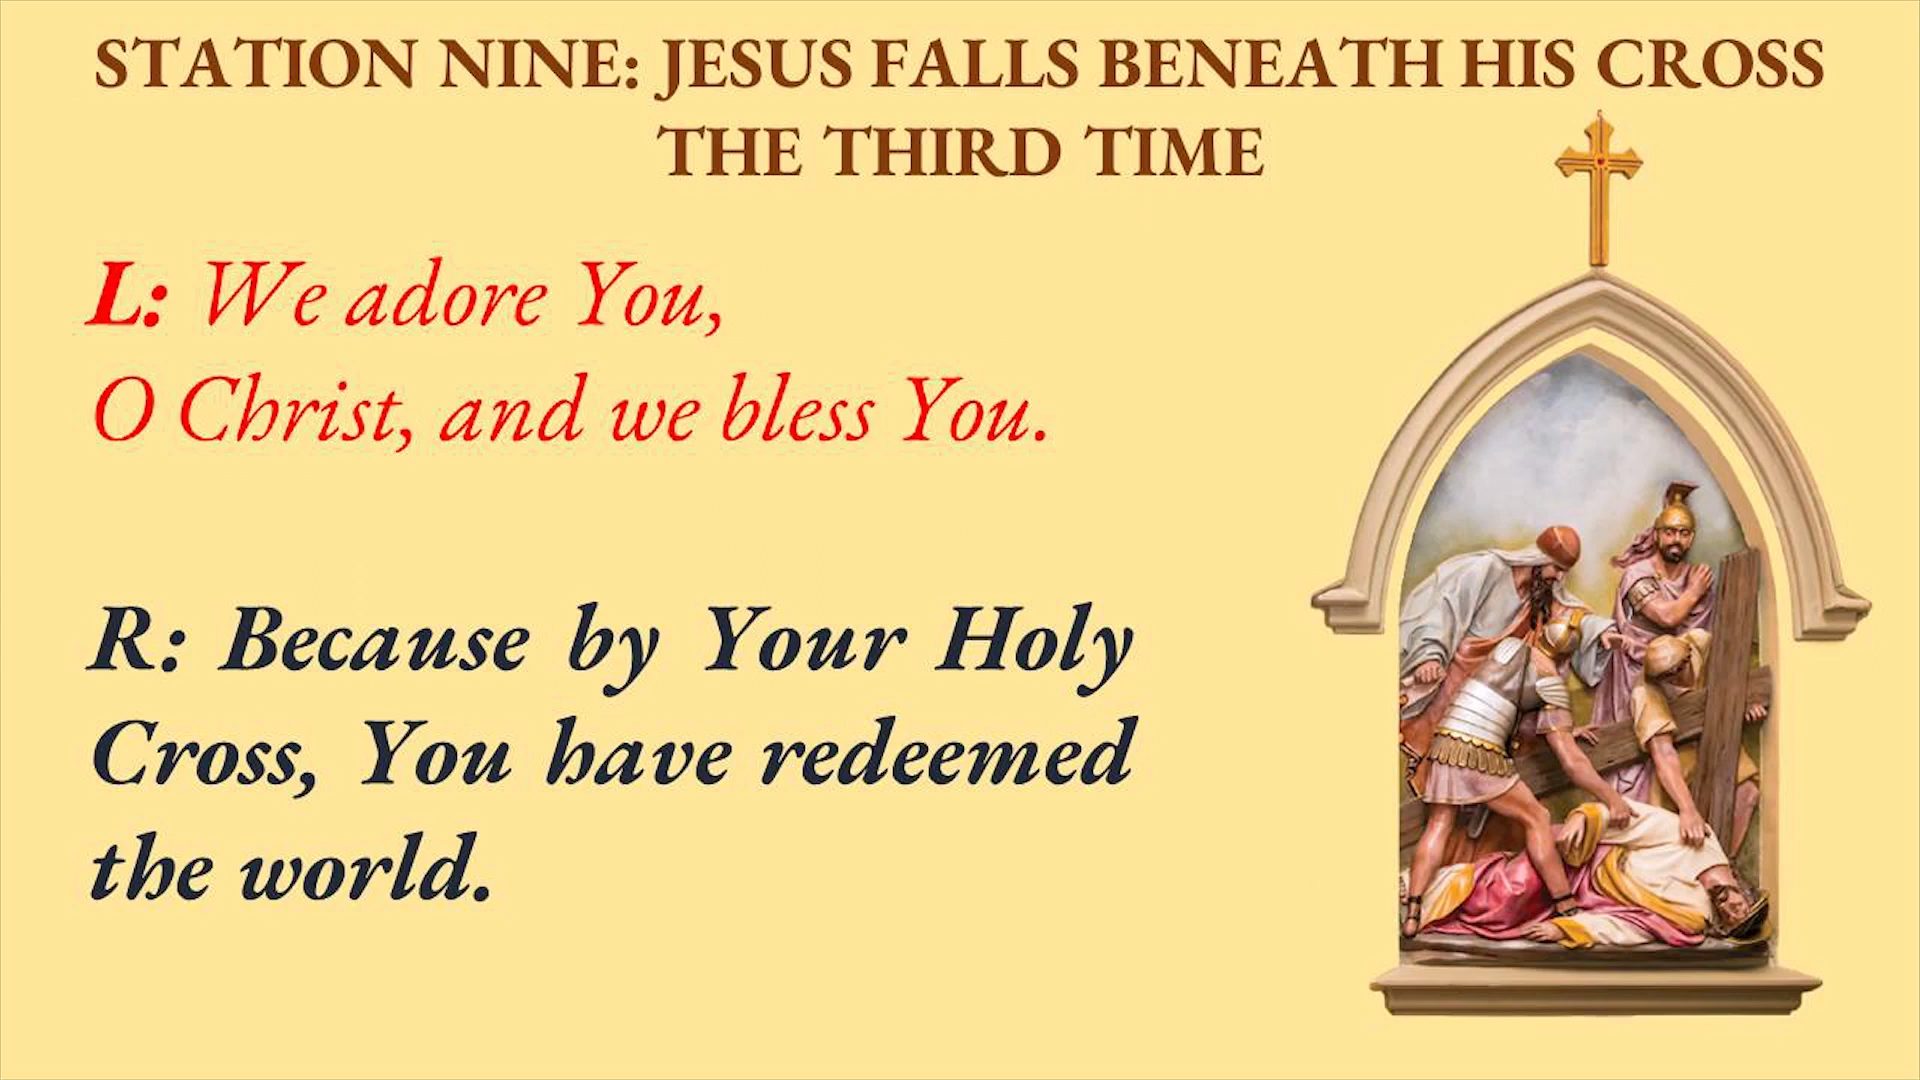 STATION NINE: JESUS FALLS BENEATH HIS CROSS
THE THIRD TIME
L: We adore You,
O Christ, and we bless You.
R: Because by Your Holy
Cross, You have redeemed
the world.